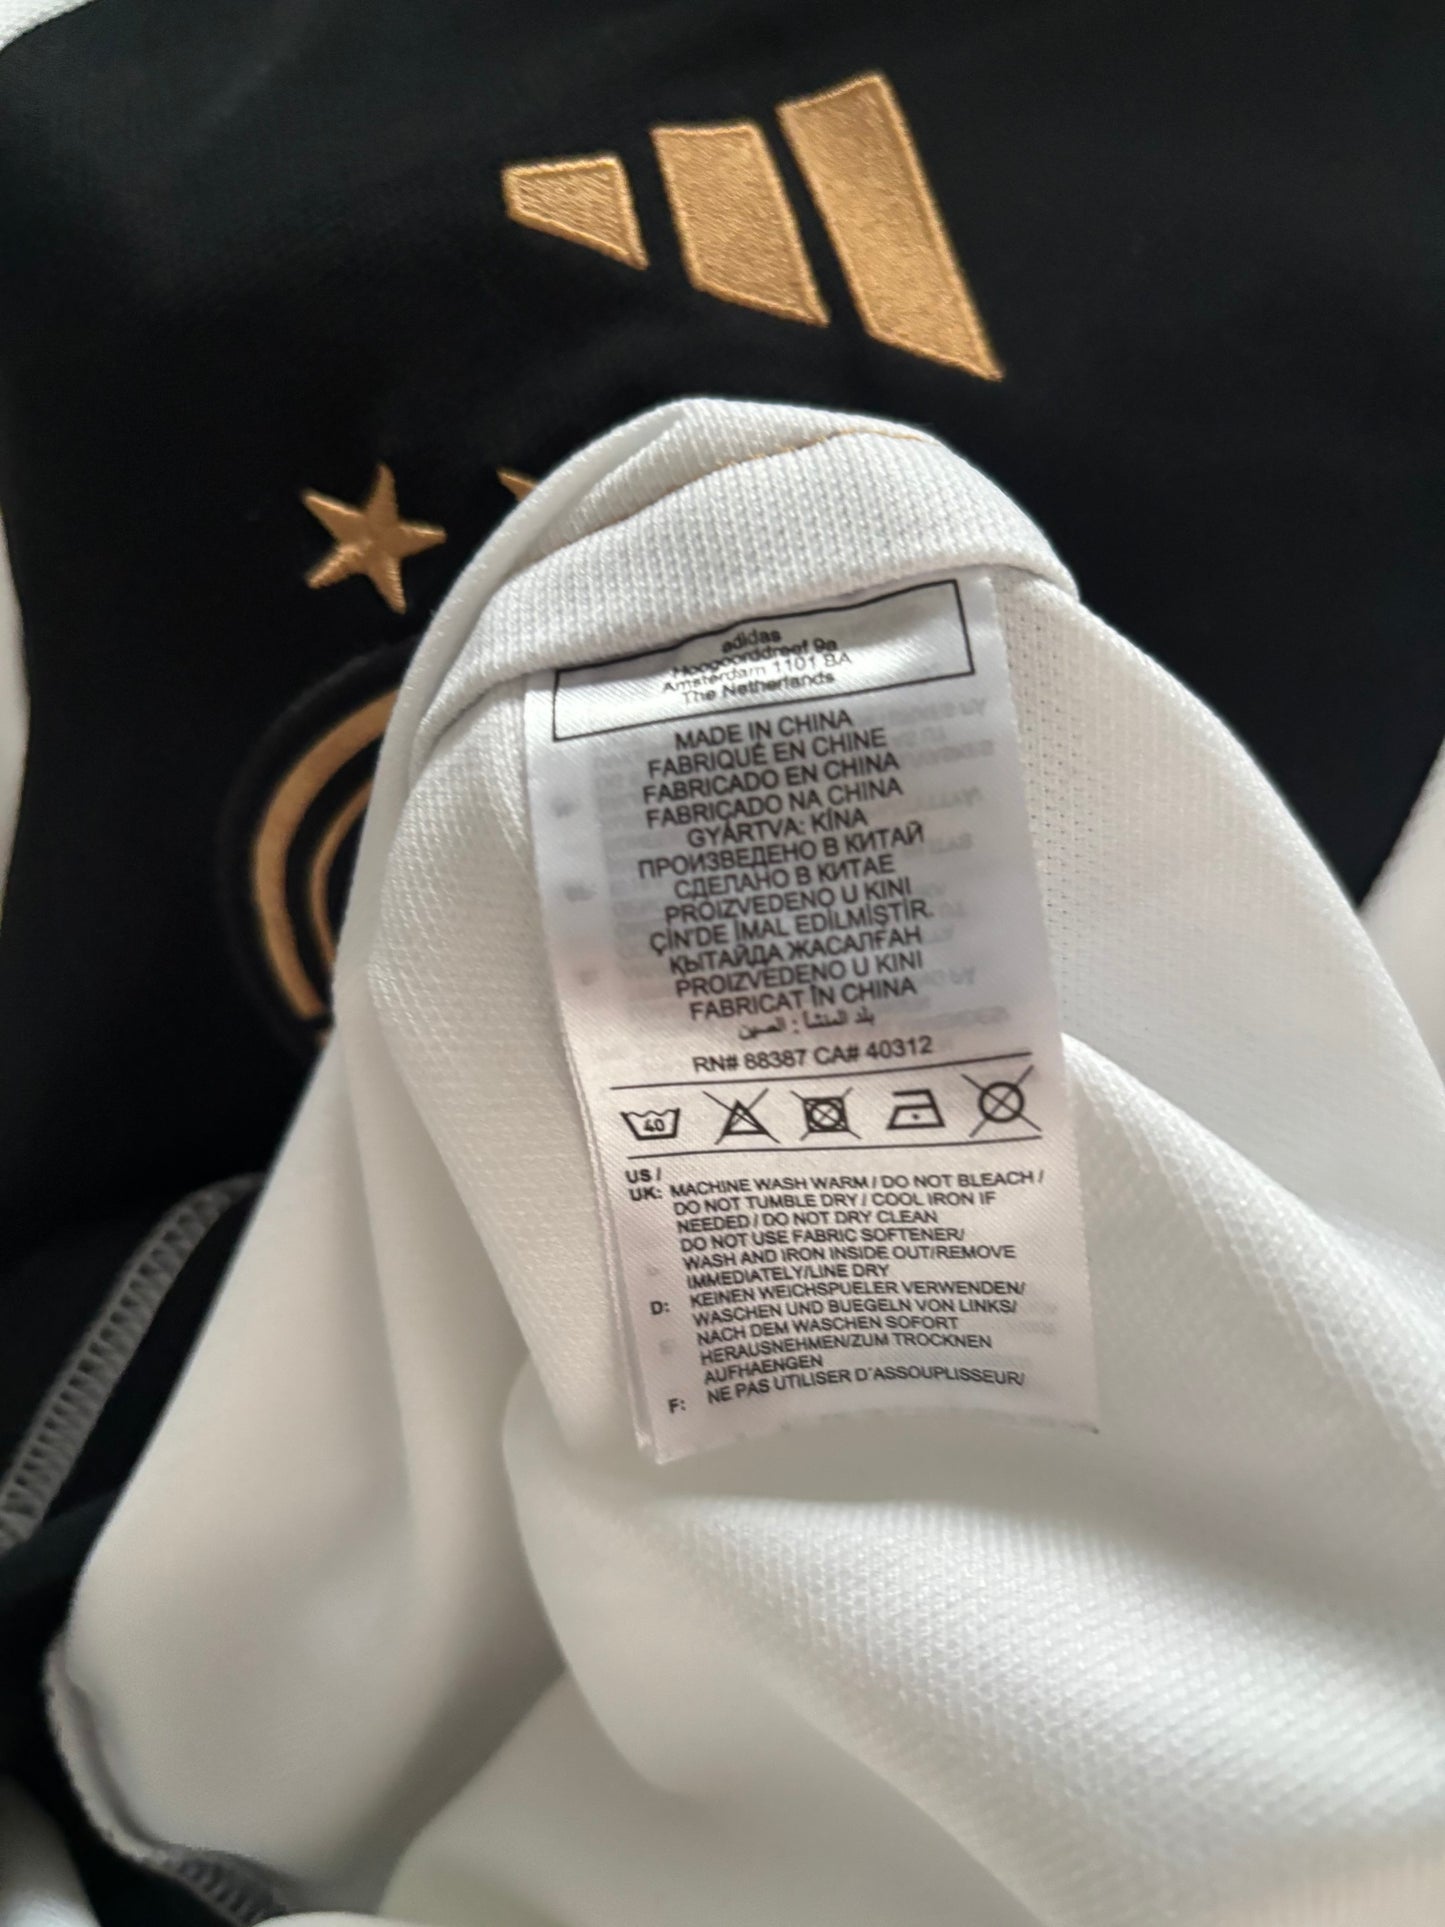 adidas
Hoogoorddreef 9a
Amsterdam 1101 BA
The Netherlands
MADE IN CHINA
FABRIQUÉ EN CHINE
FABRICADO EN CHINA
FABRICADO NA CHINA
GYÁRTVA: KÍNA
ПРОИЗВЕДЕНО В КИТАЙ
СДЕЛАНО В КИТАЕ
PROIZVEDENO U KINI
ÇİN'DE İMAL EDİLMİŞTİR.
ҚЫТАЙДА ЖАСАЛҒАН
PROIZVEDENO U KINI
FABRICAT ÎN CHINA
بلد المنشأ : الصين
RN# 88387 CA# 40312
40
US /
UK: MACHINE WASH WARM / DO NOT BLEACH /
DO NOT TUMBLE DRY / COOL IRON IF
NEEDED / DO NOT DRY CLEAN
DO NOT USE FABRIC SOFTENER/
WASH AND IRON INSIDE OUT/REMOVE
IMMEDIATELY/LINE DRY
D: KEINEN WEICHSPUELER VERWENDEN/
WASCHEN UND BUEGELN VON LINKS/
NACH DEM WASCHEN SOFORT
HERAUSNEHMEN/ZUM TROCKNEN
AUFHAENGEN
F: NE PAS UTILISER D'ASSOUPLISSEUR/